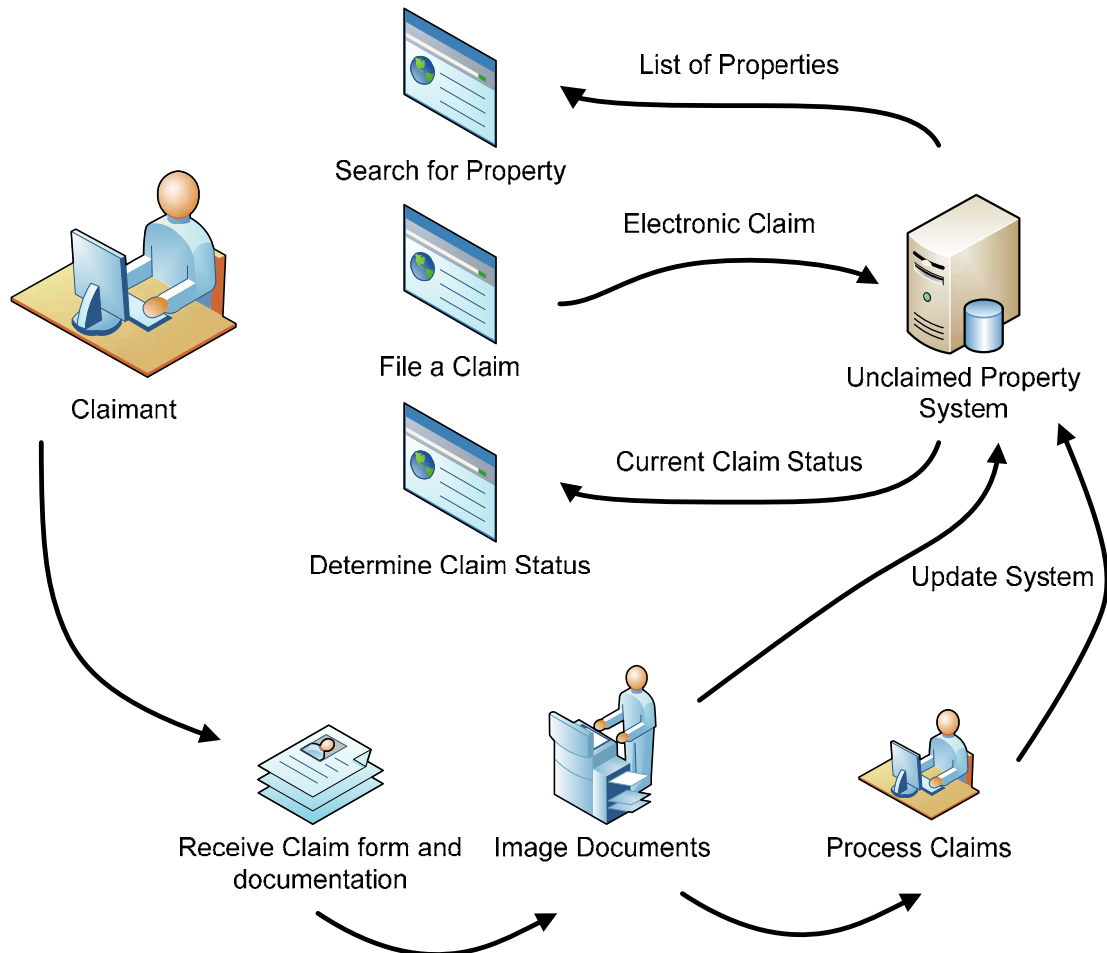 List of Properties
Search for Property
Electronic Claim
File a Claim
Unclaimed Property
System
Claimant
Current Claim Status
Determine Claim Status
Update System
Receive Claim form and
documentation
Image Documents
Process Claims